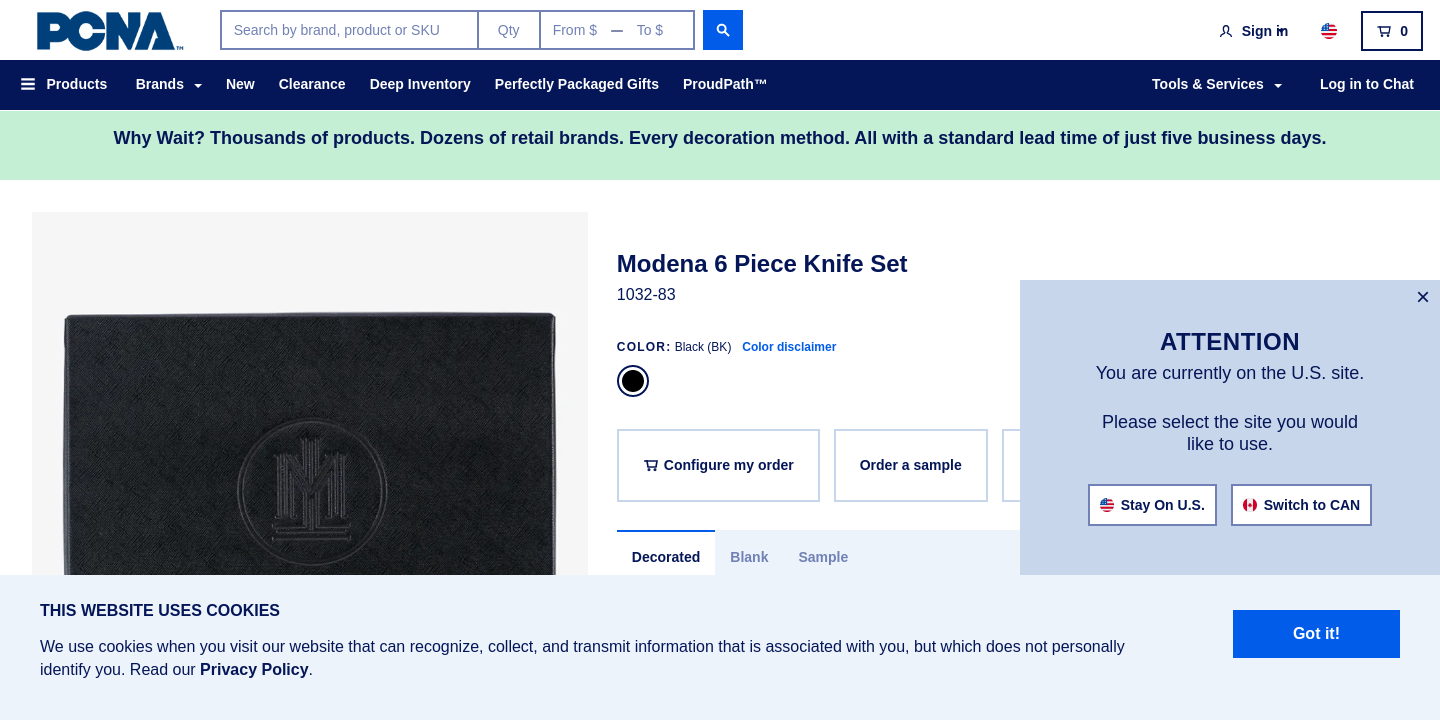 PCNA™
Search by brand, product or SKU
Qty
From $ — To $
Sign in
0
Products
Brands
New
Clearance
Deep Inventory
Perfectly Packaged Gifts
ProudPath™
Tools & Services
Log in to Chat
Why Wait? Thousands of products. Dozens of retail brands. Every decoration method. All with a standard lead time of just five business days.
Modena 6 Piece Knife Set
1032-83
COLOR: Black (BK) Color disclaimer
Configure my order
Order a sample
Decorated
Blank
Sample
×
ATTENTION
You are currently on the U.S. site.
Please select the site you would
like to use.
Stay On U.S.
Switch to CAN
THIS WEBSITE USES COOKIES
We use cookies when you visit our website that can recognize, collect, and transmit information that is associated with you, but which does not personally
identify you. Read our Privacy Policy.
Got it!